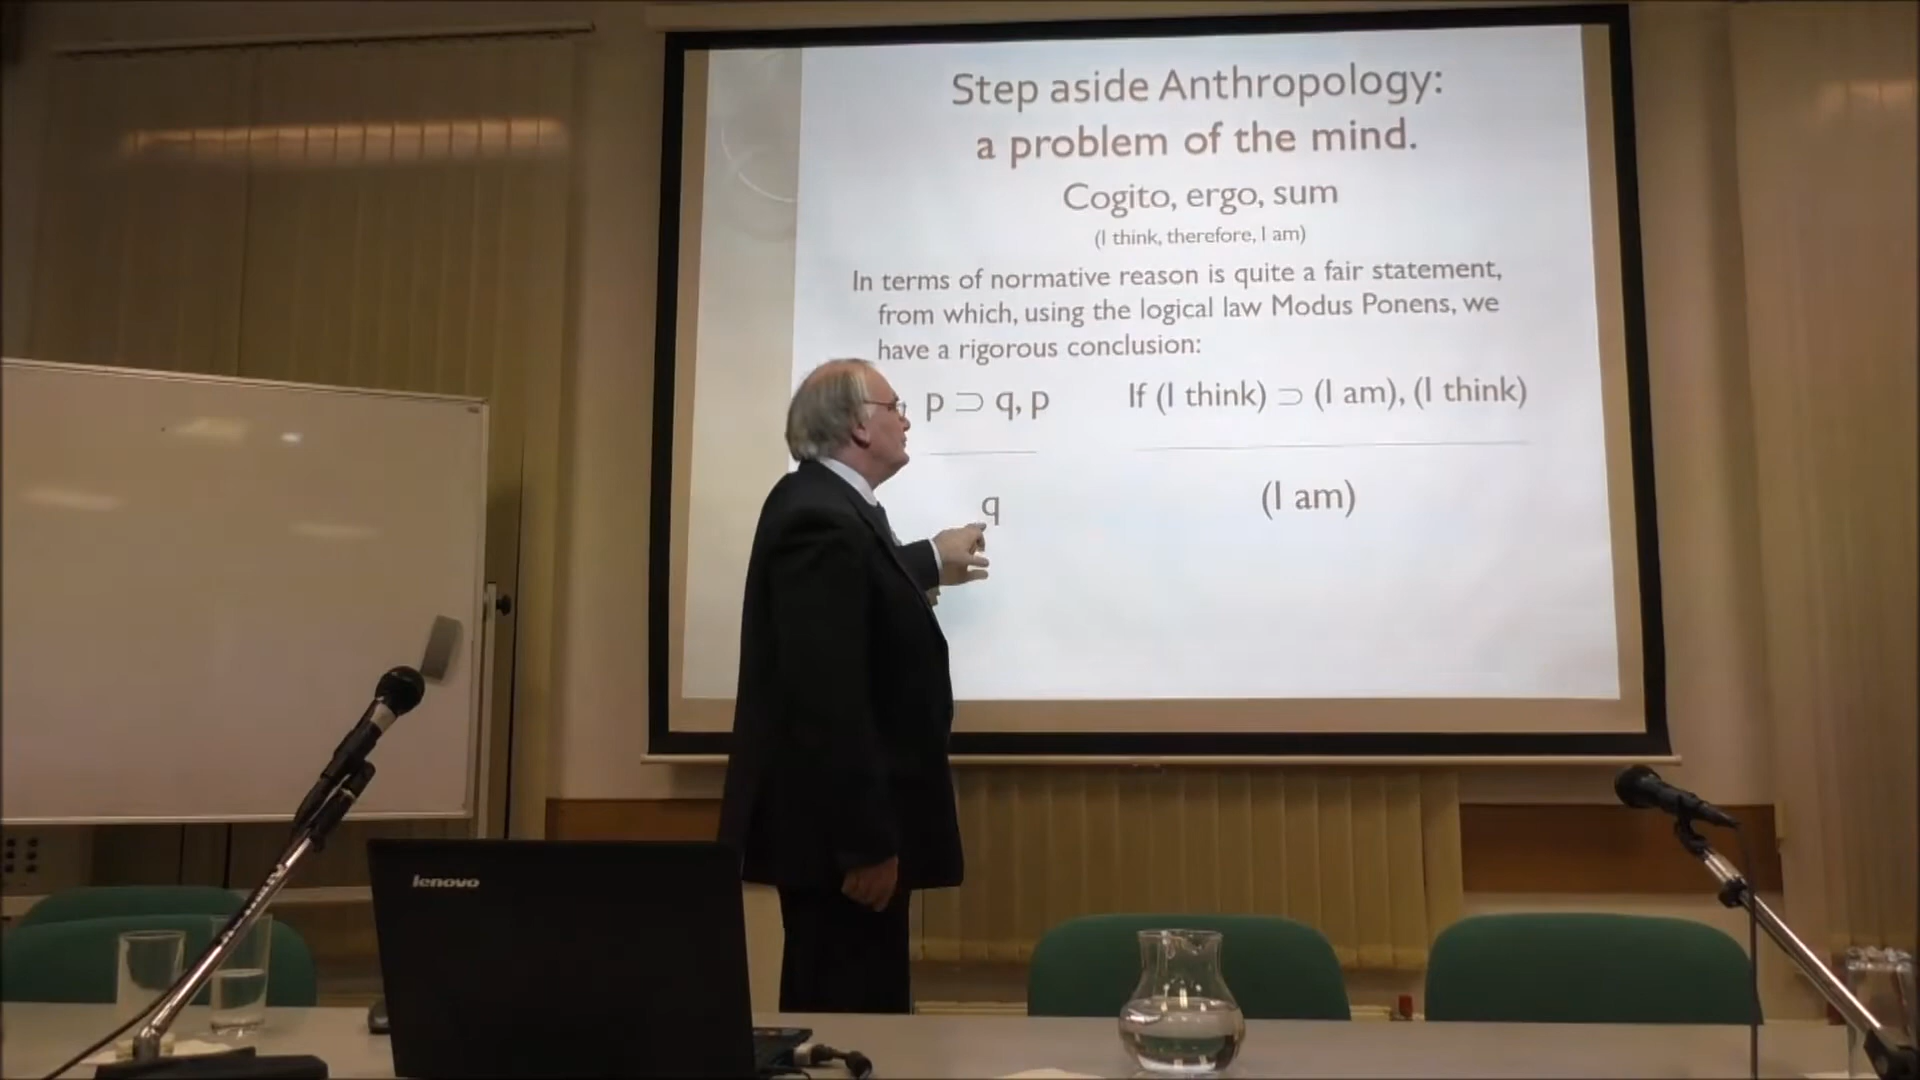 Step aside Anthropology:
a problem of the mind.
Cogito, ergo, sum
(I think, therefore, I am)
In terms of normative reason is quite a fair statement,
from which, using the logical law Modus Ponens, we
have a rigorous conclusion:
p ⊃ q, p
If (I think) ⊃ (I am), (I think)
q
(I am)
lenovo